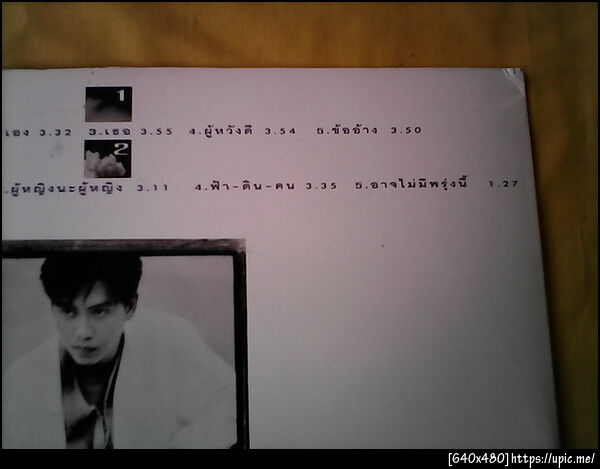 1
เอง 3.32 3.เธอ 3.55 4.ผู้หวังดี 3.54 5.ข้ออ้าง 3.50
2
.ผู้หญิงนะผู้หญิง 3.11 4.ฟ้า-ดิน-คน 3.35 5.อาจไม่มีพรุ่งนี้ 1.27
[640x480]https://upic.me/